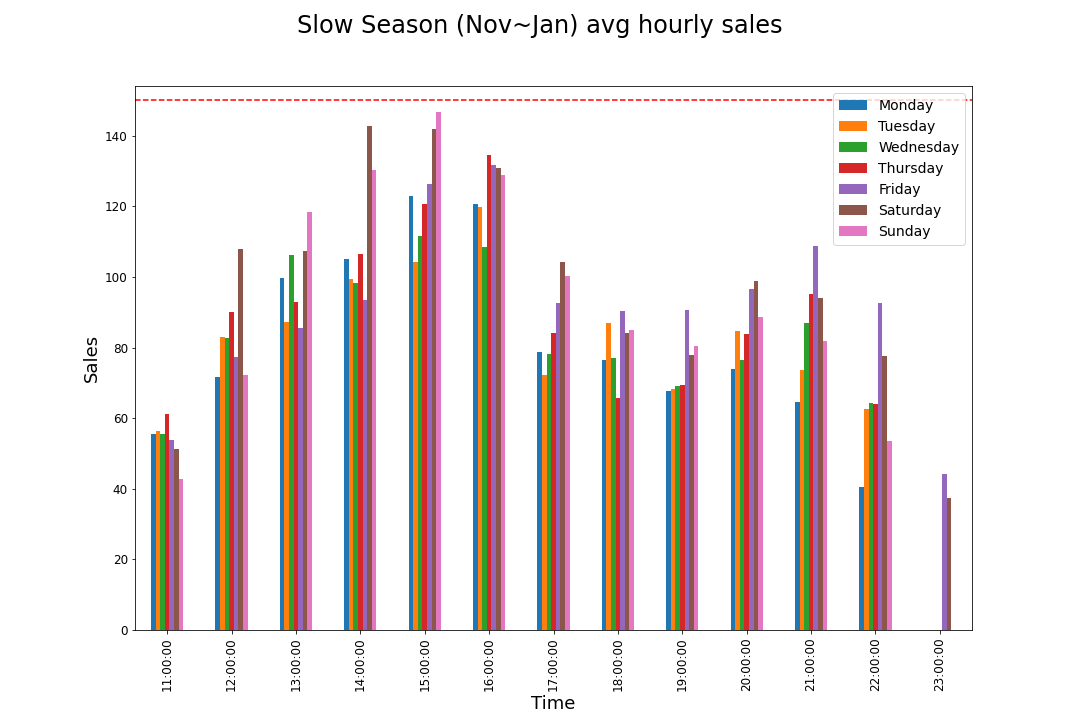 Slow Season (Nov~Jan) avg hourly sales
Monday
Tuesday
Wednesday
Thursday
Friday
Saturday
Sunday
Sales
140
120
100
80
60
40
20
0
11:00:00
12:00:00
13:00:00
14:00:00
15:00:00
16:00:00
17:00:00
18:00:00
19:00:00
20:00:00
21:00:00
22:00:00
23:00:00
Time